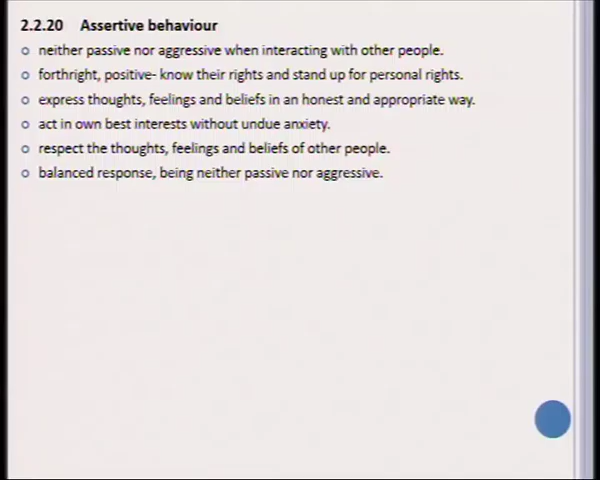 2.2.20 Assertive behaviour
neither passive nor aggressive when interacting with other people.
forthright, positive- know their rights and stand up for personal rights.
express thoughts, feelings and beliefs in an honest and appropriate way.
act in own best interests without undue anxiety.
respect the thoughts, feelings and beliefs of other people.
balanced response, being neither passive nor aggressive.